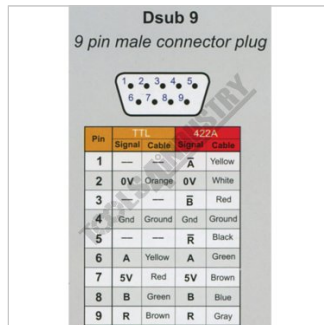 Dsub 9
9 pin male connector plug
1 2 3 4 5
6 7 8 9
Pin TTL 422A
Signal Cable Signal Cable
1 — — A̅ Yellow
2 0V Orange 0V White
3 — — B̅ Red
4 Gnd Ground Gnd Ground
5 — — R̅ Black
6 A Yellow A Green
7 5V Red 5V Brown
8 B Green B Blue
9 R Brown R Gray
TOOLS4INDUSTRY